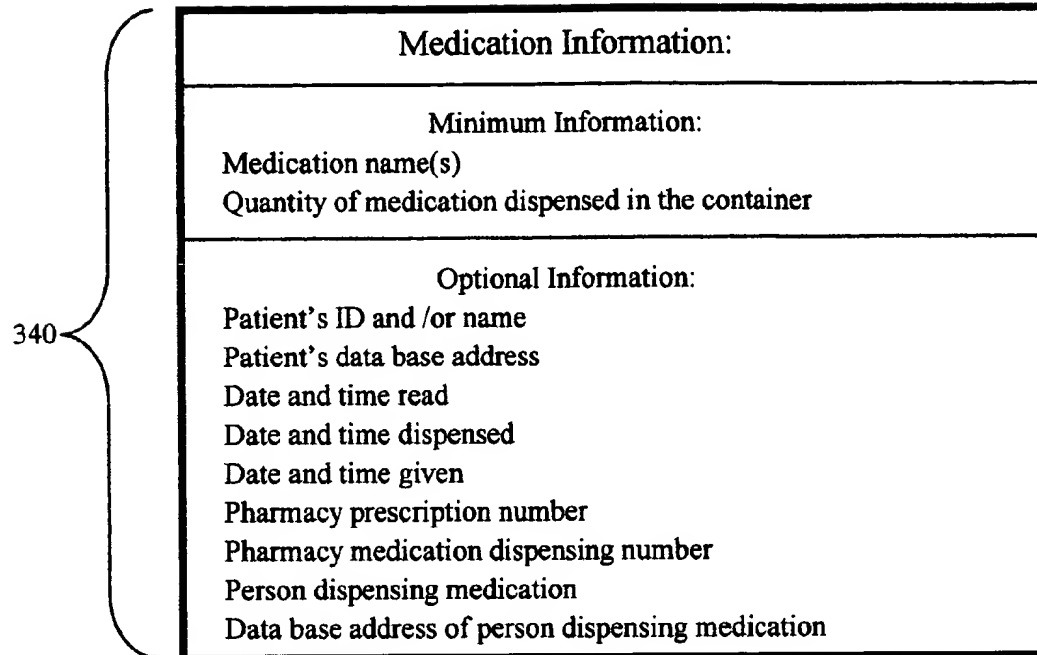 Medication Information:
Minimum Information:
Medication name(s)
Quantity of medication dispensed in the container
Optional Information:
Patient's ID and /or name
Patient's data base address
Date and time read
Date and time dispensed
340
Date and time given
Pharmacy prescription number
Pharmacy medication dispensing number
Person dispensing medication
Data base address of person dispensing medication